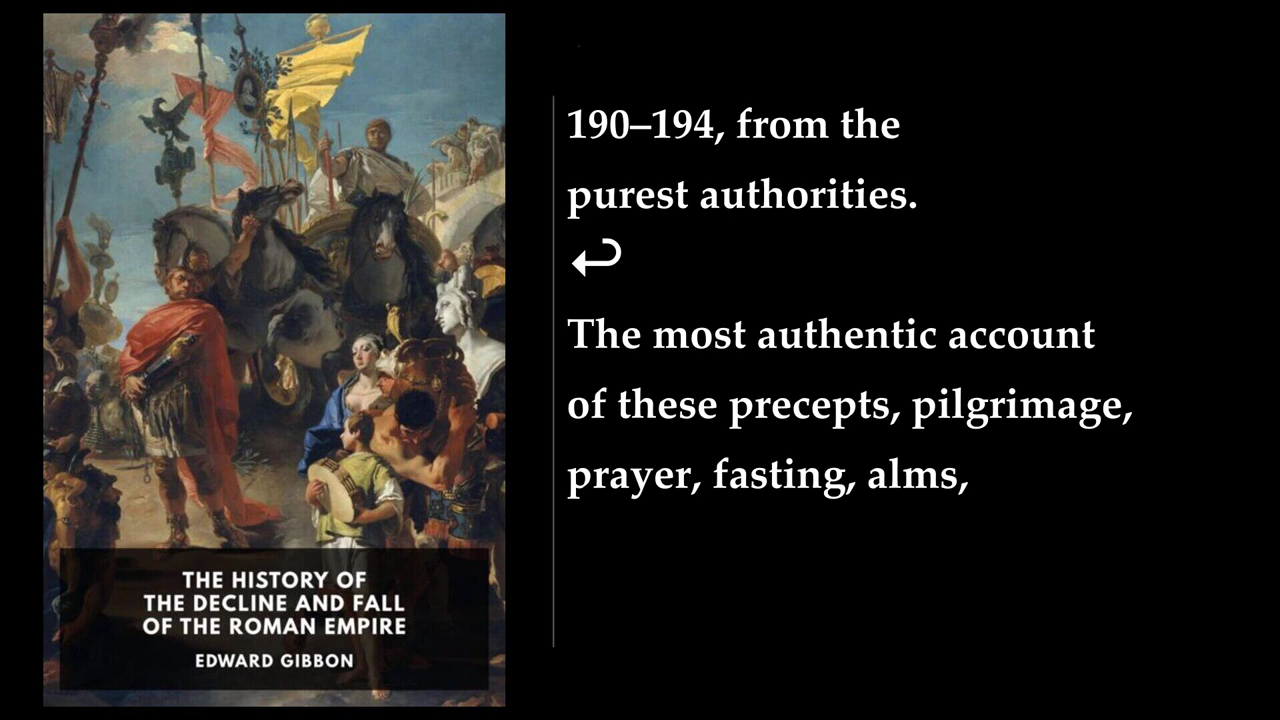 THE HISTORY OF
THE DECLINE AND FALL
OF THE ROMAN EMPIRE
EDWARD GIBBON
190–194, from the
purest authorities.
↩
The most authentic account
of these precepts, pilgrimage,
prayer, fasting, alms,